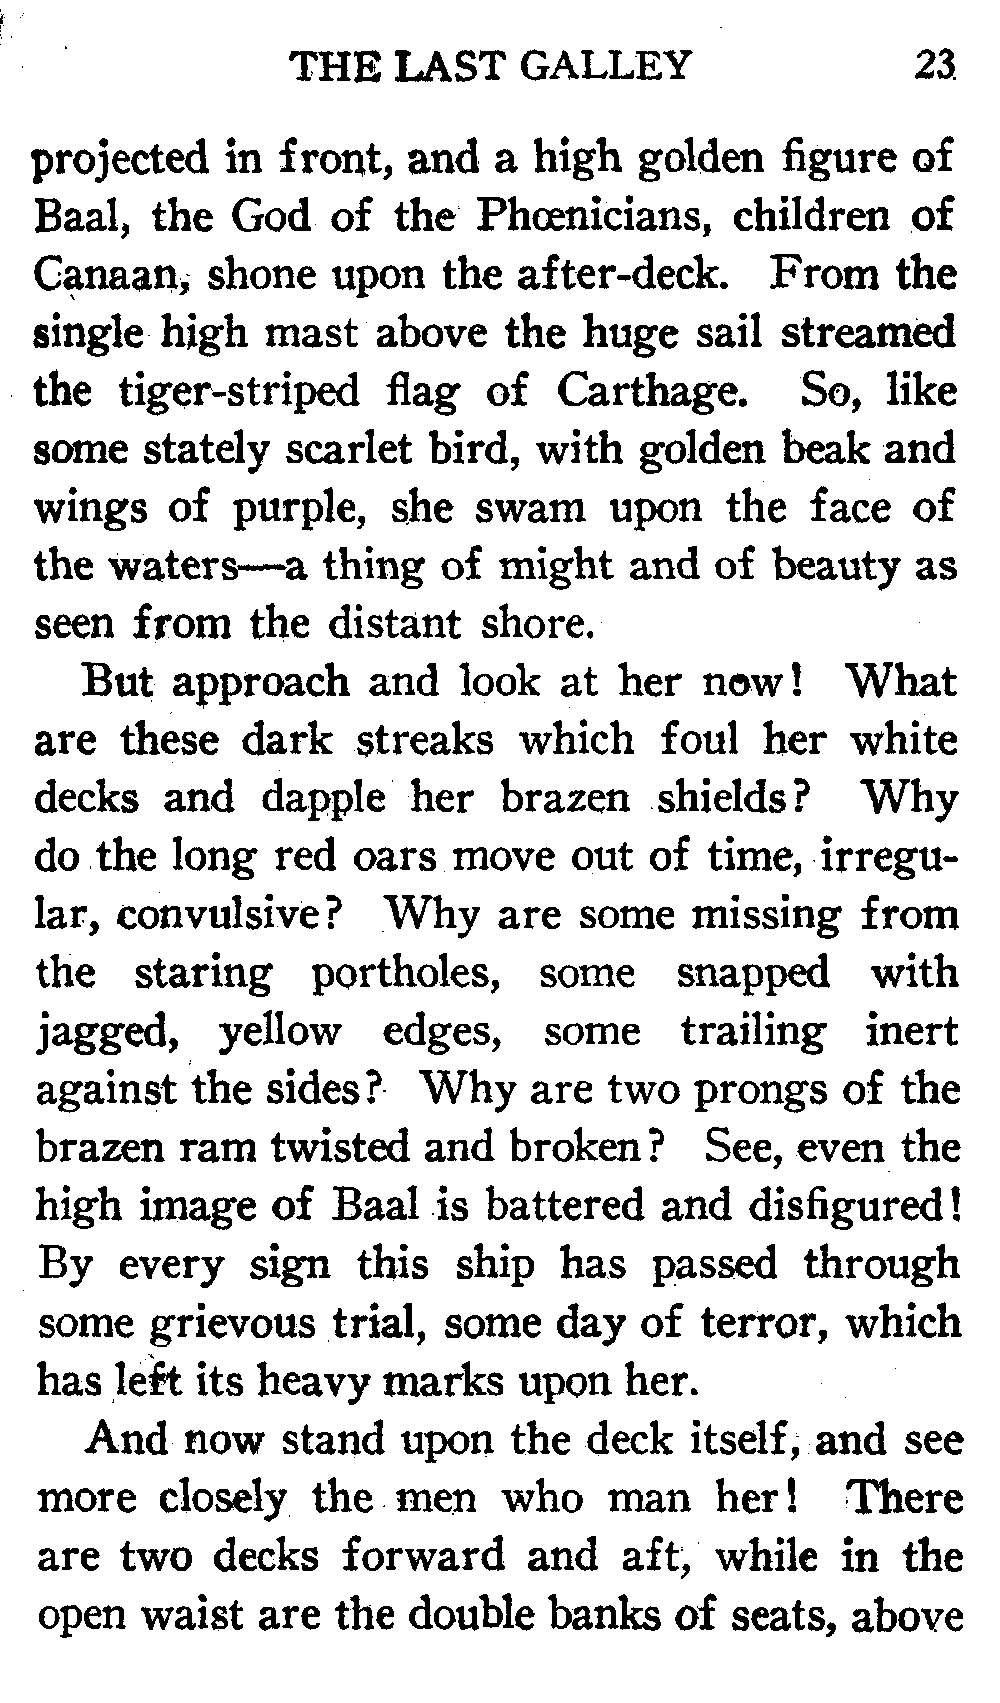 THE LAST GALLEY 23
projected in front, and a high golden figure of
Baal, the God of the Phœnicians, children of
Canaan, shone upon the after-deck. From the
single high mast above the huge sail streamed
the tiger-striped flag of Carthage. So, like
some stately scarlet bird, with golden beak and
wings of purple, she swam upon the face of
the waters—a thing of might and of beauty as
seen from the distant shore.
But approach and look at her now! What
are these dark streaks which foul her white
decks and dapple her brazen shields? Why
do the long red oars move out of time, irregu-
lar, convulsive? Why are some missing from
the staring portholes, some snapped with
jagged, yellow edges, some trailing inert
against the sides? Why are two prongs of the
brazen ram twisted and broken? See, even the
high image of Baal is battered and disfigured!
By every sign this ship has passed through
some grievous trial, some day of terror, which
has left its heavy marks upon her.
And now stand upon the deck itself, and see
more closely the men who man her! There
are two decks forward and aft, while in the
open waist are the double banks of seats, above